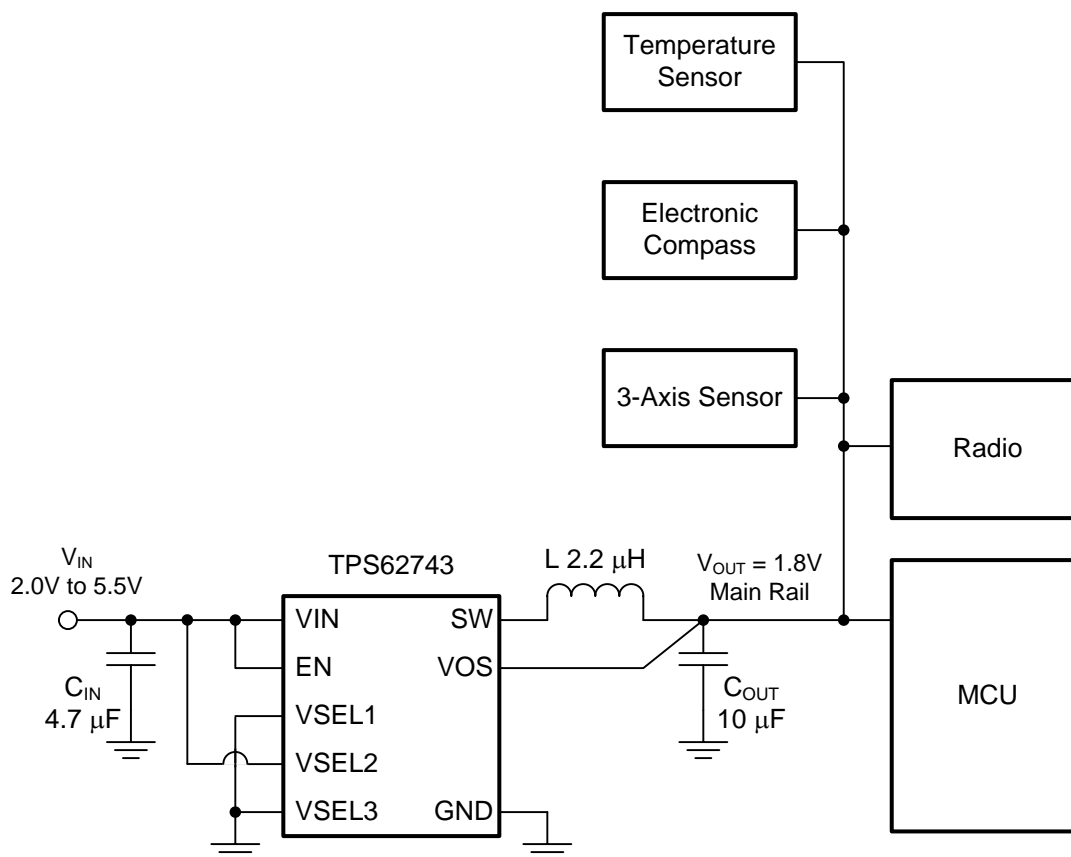 Temperature
Sensor
Electronic
Compass
3-Axis Sensor
Radio
V_IN
2.0V to 5.5V
TPS62743
L 2.2 μH
V_OUT = 1.8V
Main Rail
VIN
SW
EN
VOS
C_IN
4.7 μF
VSEL1
C_OUT
10 μF
MCU
VSEL2
VSEL3
GND